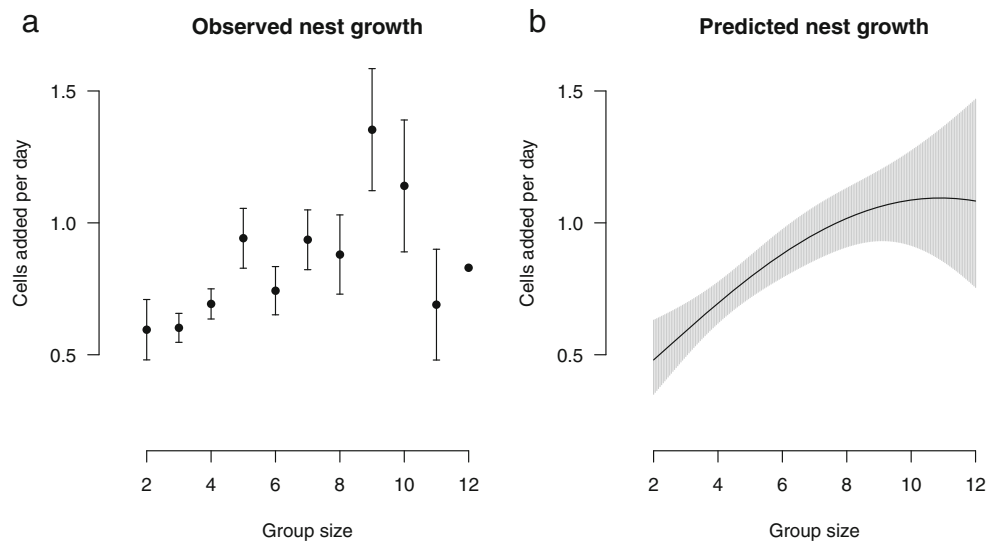 a
Observed nest growth
Cells added per day
1.5
1.0
0.5
2 4 6 8 10 12
Group size
b
Predicted nest growth
Cells added per day
1.5
1.0
0.5
2 4 6 8 10 12
Group size